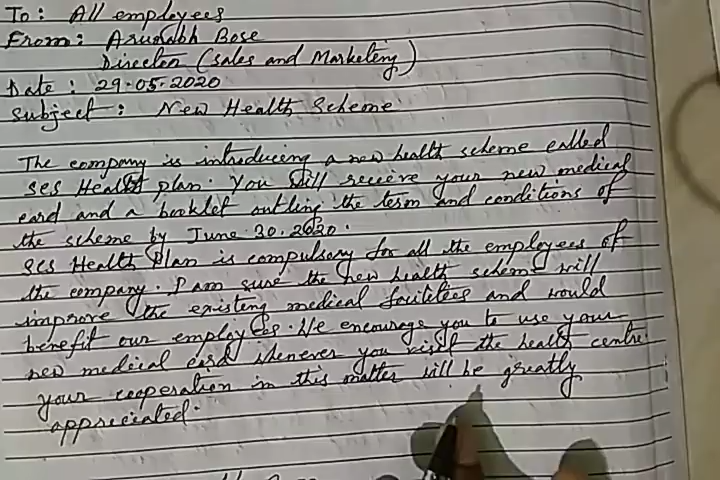 To: All employees
From: Arunabh Bose
Director (Sales and Marketing)
Date: 29.05.2020
Subject: New Health Scheme
The company is introducing a new health scheme called
SCS Health plan. You will receive your new medical
card and a booklet outling the term and conditions of
the scheme by June 30.2020.
SCS Health Plan is compulsory for all the employees of
the company. I am sure the new health scheme will
improve the existing medical facilities and would
benefit our employees. We encourage you to use your
new medical card whenever you visit the health centre.
your cooperation in this matter will be greatly
appreciated.